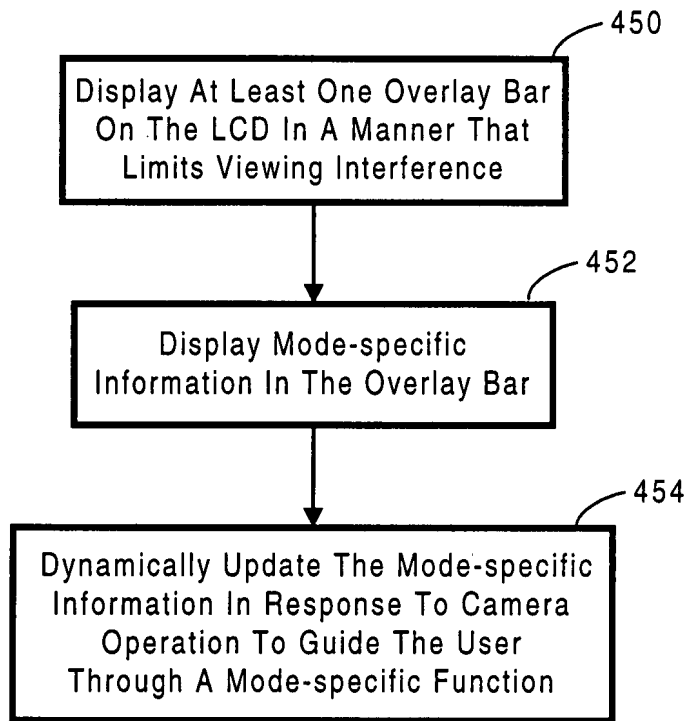 450
Display At Least One Overlay Bar
On The LCD In A Manner That
Limits Viewing Interference
452
Display Mode-specific
Information In The Overlay Bar
454
Dynamically Update The Mode-specific
Information In Response To Camera
Operation To Guide The User
Through A Mode-specific Function